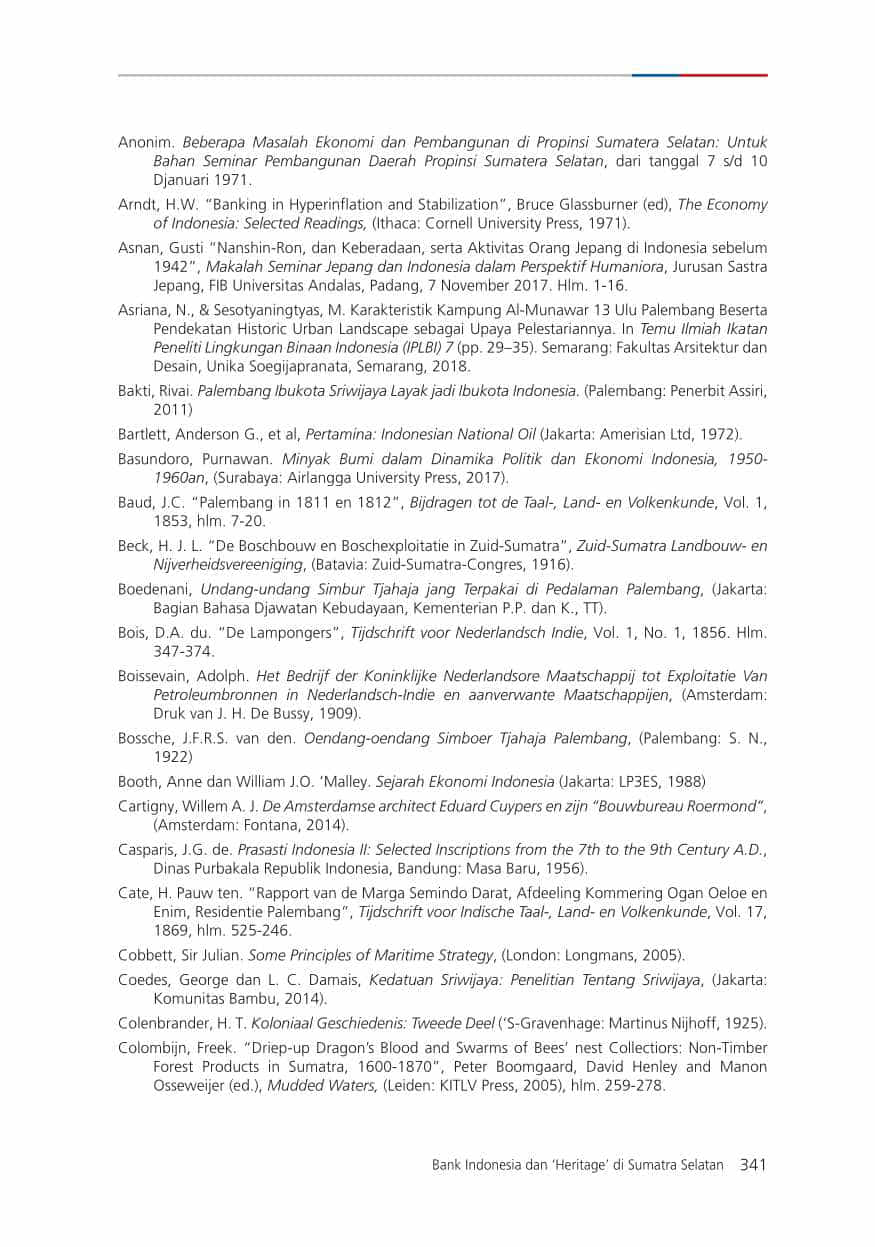 Anonim. Beberapa Masalah Ekonomi dan Pembangunan di Propinsi Sumatera Selatan: Untuk
Bahan Seminar Pembangunan Daerah Propinsi Sumatera Selatan, dari tanggal 7 s/d 10
Djanuari 1971.
Arndt, H.W. “Banking in Hyperinflation and Stabilization”, Bruce Glassburner (ed), The Economy
of Indonesia: Selected Readings, (Ithaca: Cornell University Press, 1971).
Asnan, Gusti “Nanshin-Ron, dan Keberadaan, serta Aktivitas Orang Jepang di Indonesia sebelum
1942”, Makalah Seminar Jepang dan Indonesia dalam Perspektif Humaniora, Jurusan Sastra
Jepang, FIB Universitas Andalas, Padang, 7 November 2017. Hlm. 1-16.
Asriana, N., & Sesotyaningtyas, M. Karakteristik Kampung Al-Munawar 13 Ulu Palembang Beserta
Pendekatan Historic Urban Landscape sebagai Upaya Pelestariannya. In Temu Ilmiah Ikatan
Peneliti Lingkungan Binaan Indonesia (IPLBI) 7 (pp. 29–35). Semarang: Fakultas Arsitektur dan
Desain, Unika Soegijapranata, Semarang, 2018.
Bakti, Rivai. Palembang Ibukota Sriwijaya Layak jadi Ibukota Indonesia. (Palembang: Penerbit Assiri,
2011)
Bartlett, Anderson G., et al, Pertamina: Indonesian National Oil (Jakarta: Amerisian Ltd, 1972).
Basundoro, Purnawan. Minyak Bumi dalam Dinamika Politik dan Ekonomi Indonesia, 1950-
1960an, (Surabaya: Airlangga University Press, 2017).
Baud, J.C. “Palembang in 1811 en 1812”, Bijdragen tot de Taal-, Land- en Volkenkunde, Vol. 1,
1853, hlm. 7-20.
Beck, H. J. L. “De Boschbouw en Boschexploitatie in Zuid-Sumatra”, Zuid-Sumatra Landbouw- en
Nijverheidsvereeniging, (Batavia: Zuid-Sumatra-Congres, 1916).
Boedenani, Undang-undang Simbur Tjahaja jang Terpakai di Pedalaman Palembang, (Jakarta:
Bagian Bahasa Djawatan Kebudayaan, Kementerian P.P. dan K., TT).
Bois, D.A. du. “De Lampongers”, Tijdschrift voor Nederlandsch Indie, Vol. 1, No. 1, 1856. Hlm.
347-374.
Boissevain, Adolph. Het Bedrijf der Koninklijke Nederlandsore Maatschappij tot Exploitatie Van
Petroleumbronnen in Nederlandsch-Indie en aanverwante Maatschappijen, (Amsterdam:
Druk van J. H. De Bussy, 1909).
Bossche, J.F.R.S. van den. Oendang-oendang Simboer Tjahaja Palembang, (Palembang: S. N.,
1922)
Booth, Anne dan William J.O. ‘Malley. Sejarah Ekonomi Indonesia (Jakarta: LP3ES, 1988)
Cartigny, Willem A. J. De Amsterdamse architect Eduard Cuypers en zijn “Bouwbureau Roermond”,
(Amsterdam: Fontana, 2014).
Casparis, J.G. de. Prasasti Indonesia II: Selected Inscriptions from the 7th to the 9th Century A.D.,
Dinas Purbakala Republik Indonesia, Bandung: Masa Baru, 1956).
Cate, H. Pauw ten. “Rapport van de Marga Semindo Darat, Afdeeling Kommering Ogan Oeloe en
Enim, Residentie Palembang”, Tijdschrift voor Indische Taal-, Land- en Volkenkunde, Vol. 17,
1869, hlm. 525-246.
Cobbett, Sir Julian. Some Principles of Maritime Strategy, (London: Longmans, 2005).
Coedes, George dan L. C. Damais, Kedatuan Sriwijaya: Penelitian Tentang Sriwijaya, (Jakarta:
Komunitas Bambu, 2014).
Colenbrander, H. T. Koloniaal Geschiedenis: Tweede Deel (‘S-Gravenhage: Martinus Nijhoff, 1925).
Colombijn, Freek. “Driep-up Dragon’s Blood and Swarms of Bees’ nest Collectiors: Non-Timber
Forest Products in Sumatra, 1600-1870”, Peter Boomgaard, David Henley and Manon
Osseweijer (ed.), Mudded Waters, (Leiden: KITLV Press, 2005), hlm. 259-278.
Bank Indonesia dan ‘Heritage’ di Sumatra Selatan 341